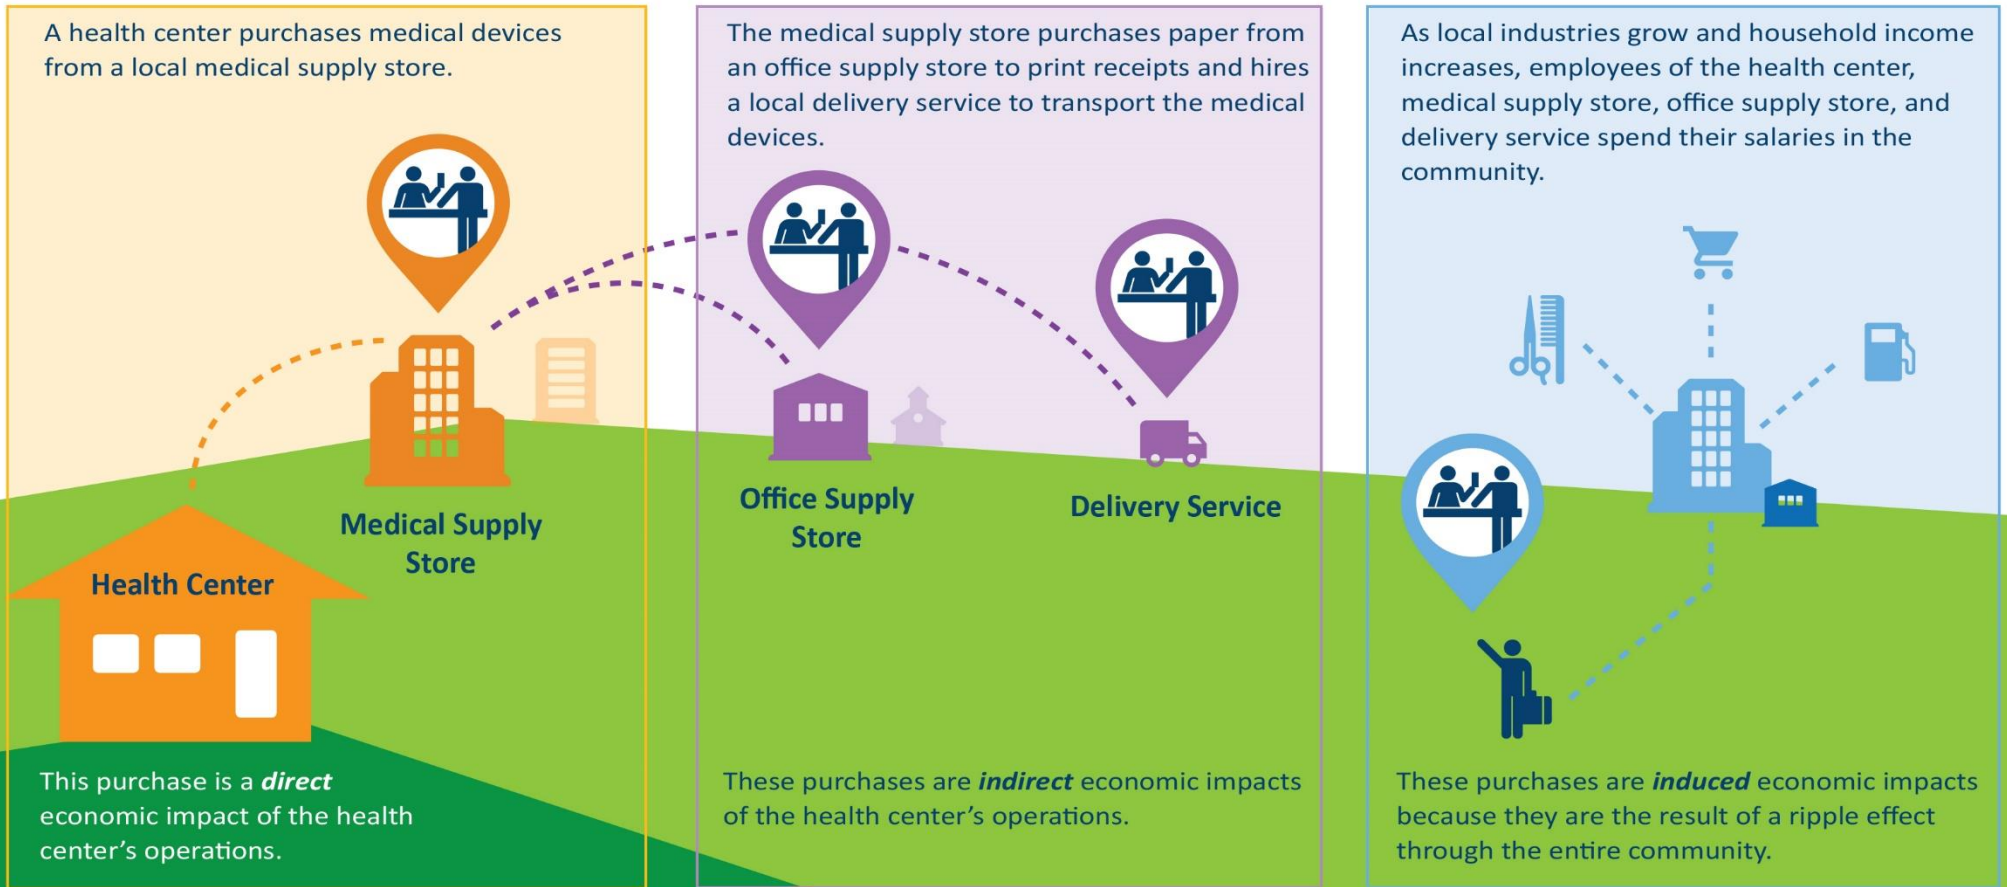 A health center purchases medical devices
from a local medical supply store.
Health Center
Medical Supply
Store
This purchase is a direct
economic impact of the health
center’s operations.
The medical supply store purchases paper from
an office supply store to print receipts and hires
a local delivery service to transport the medical
devices.
Office Supply
Store
Delivery Service
These purchases are indirect economic impacts
of the health center’s operations.
As local industries grow and household income
increases, employees of the health center,
medical supply store, office supply store, and
delivery service spend their salaries in the
community.
These purchases are induced economic impacts
because they are the result of a ripple effect
through the entire community.